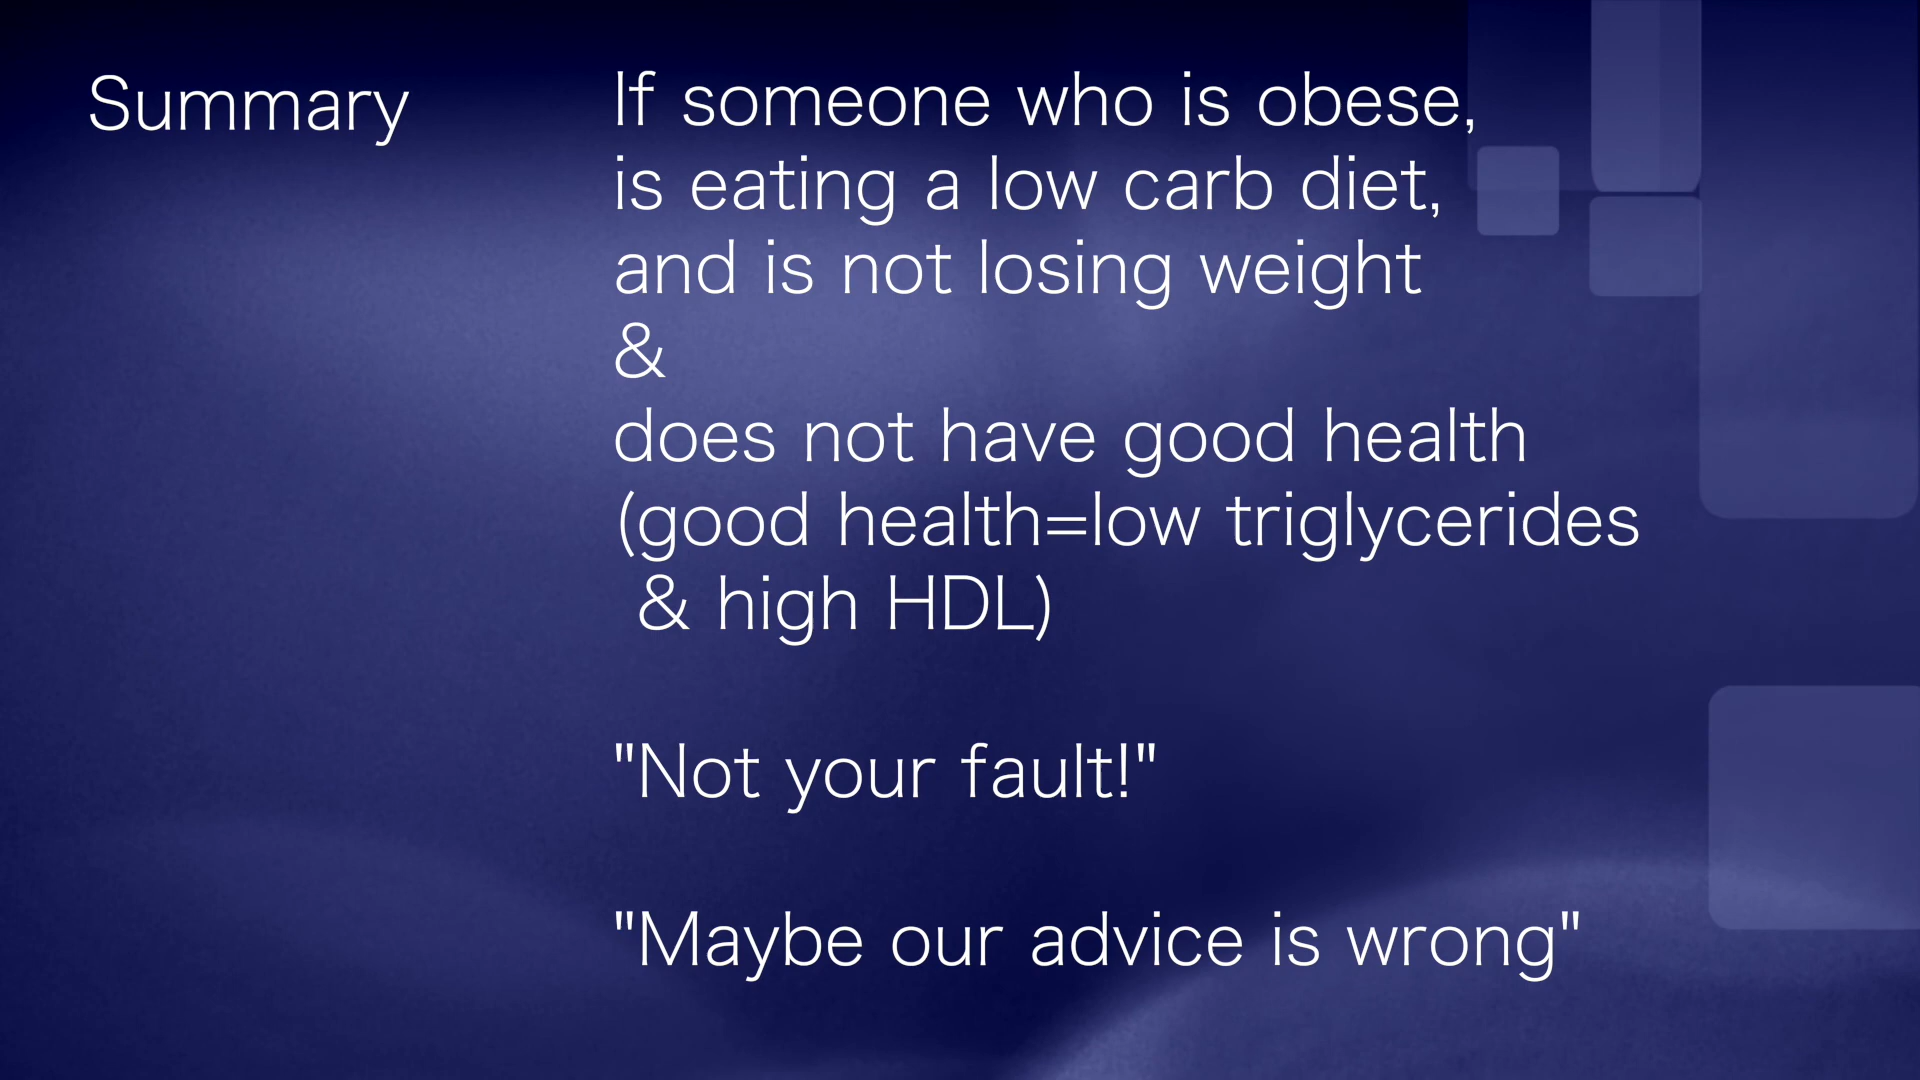 Summary
If someone who is obese,
is eating a low carb diet,
and is not losing weight
&
does not have good health
(good health=low triglycerides
& high HDL)
"Not your fault!"
"Maybe our advice is wrong"